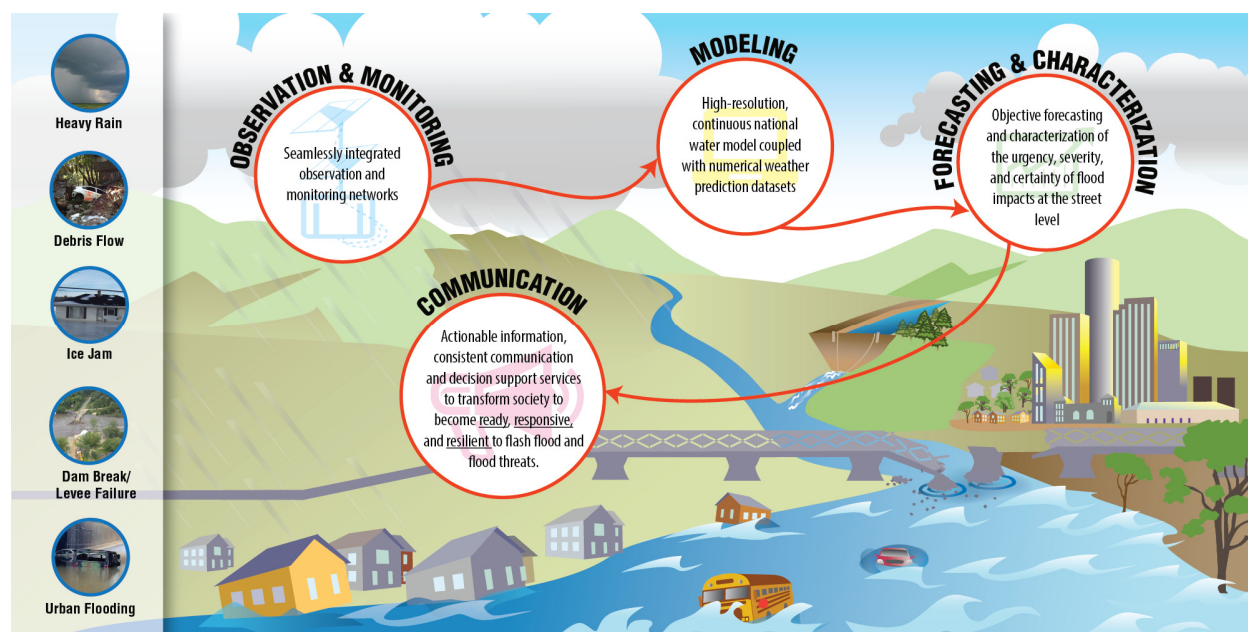 Heavy Rain
Debris Flow
Ice Jam
Dam Break/
Levee Failure
Urban Flooding
OBSERVATION & MONITORING
Seamlessly integrated
observation and
monitoring networks
MODELING
High-resolution,
continuous national
water model coupled
with numerical weather
prediction datasets
FORECASTING & CHARACTERIZATION
Objective forecasting
and characterization of
the urgency, severity,
and certainty of flood
impacts at the street
level
COMMUNICATION
Actionable information,
consistent communication
and decision support services
to transform society to
become ready, responsive,
and resilient to flash flood and
flood threats.